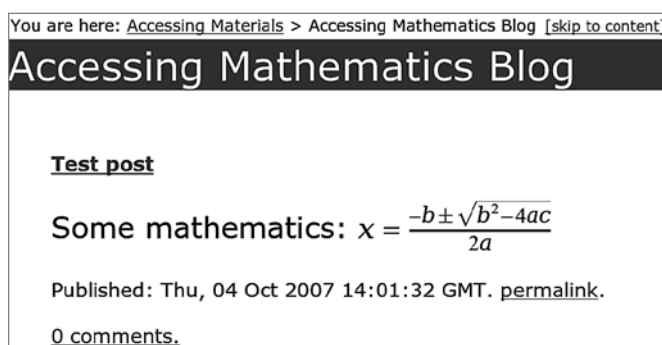 You are here: Accessing Materials > Accessing Mathematics Blog [skip to content]
Accessing Mathematics Blog
Test post
Some mathematics: x = −b ± √b² − 4ac / 2a
Published: Thu, 04 Oct 2007 14:01:32 GMT. permalink.
0 comments.